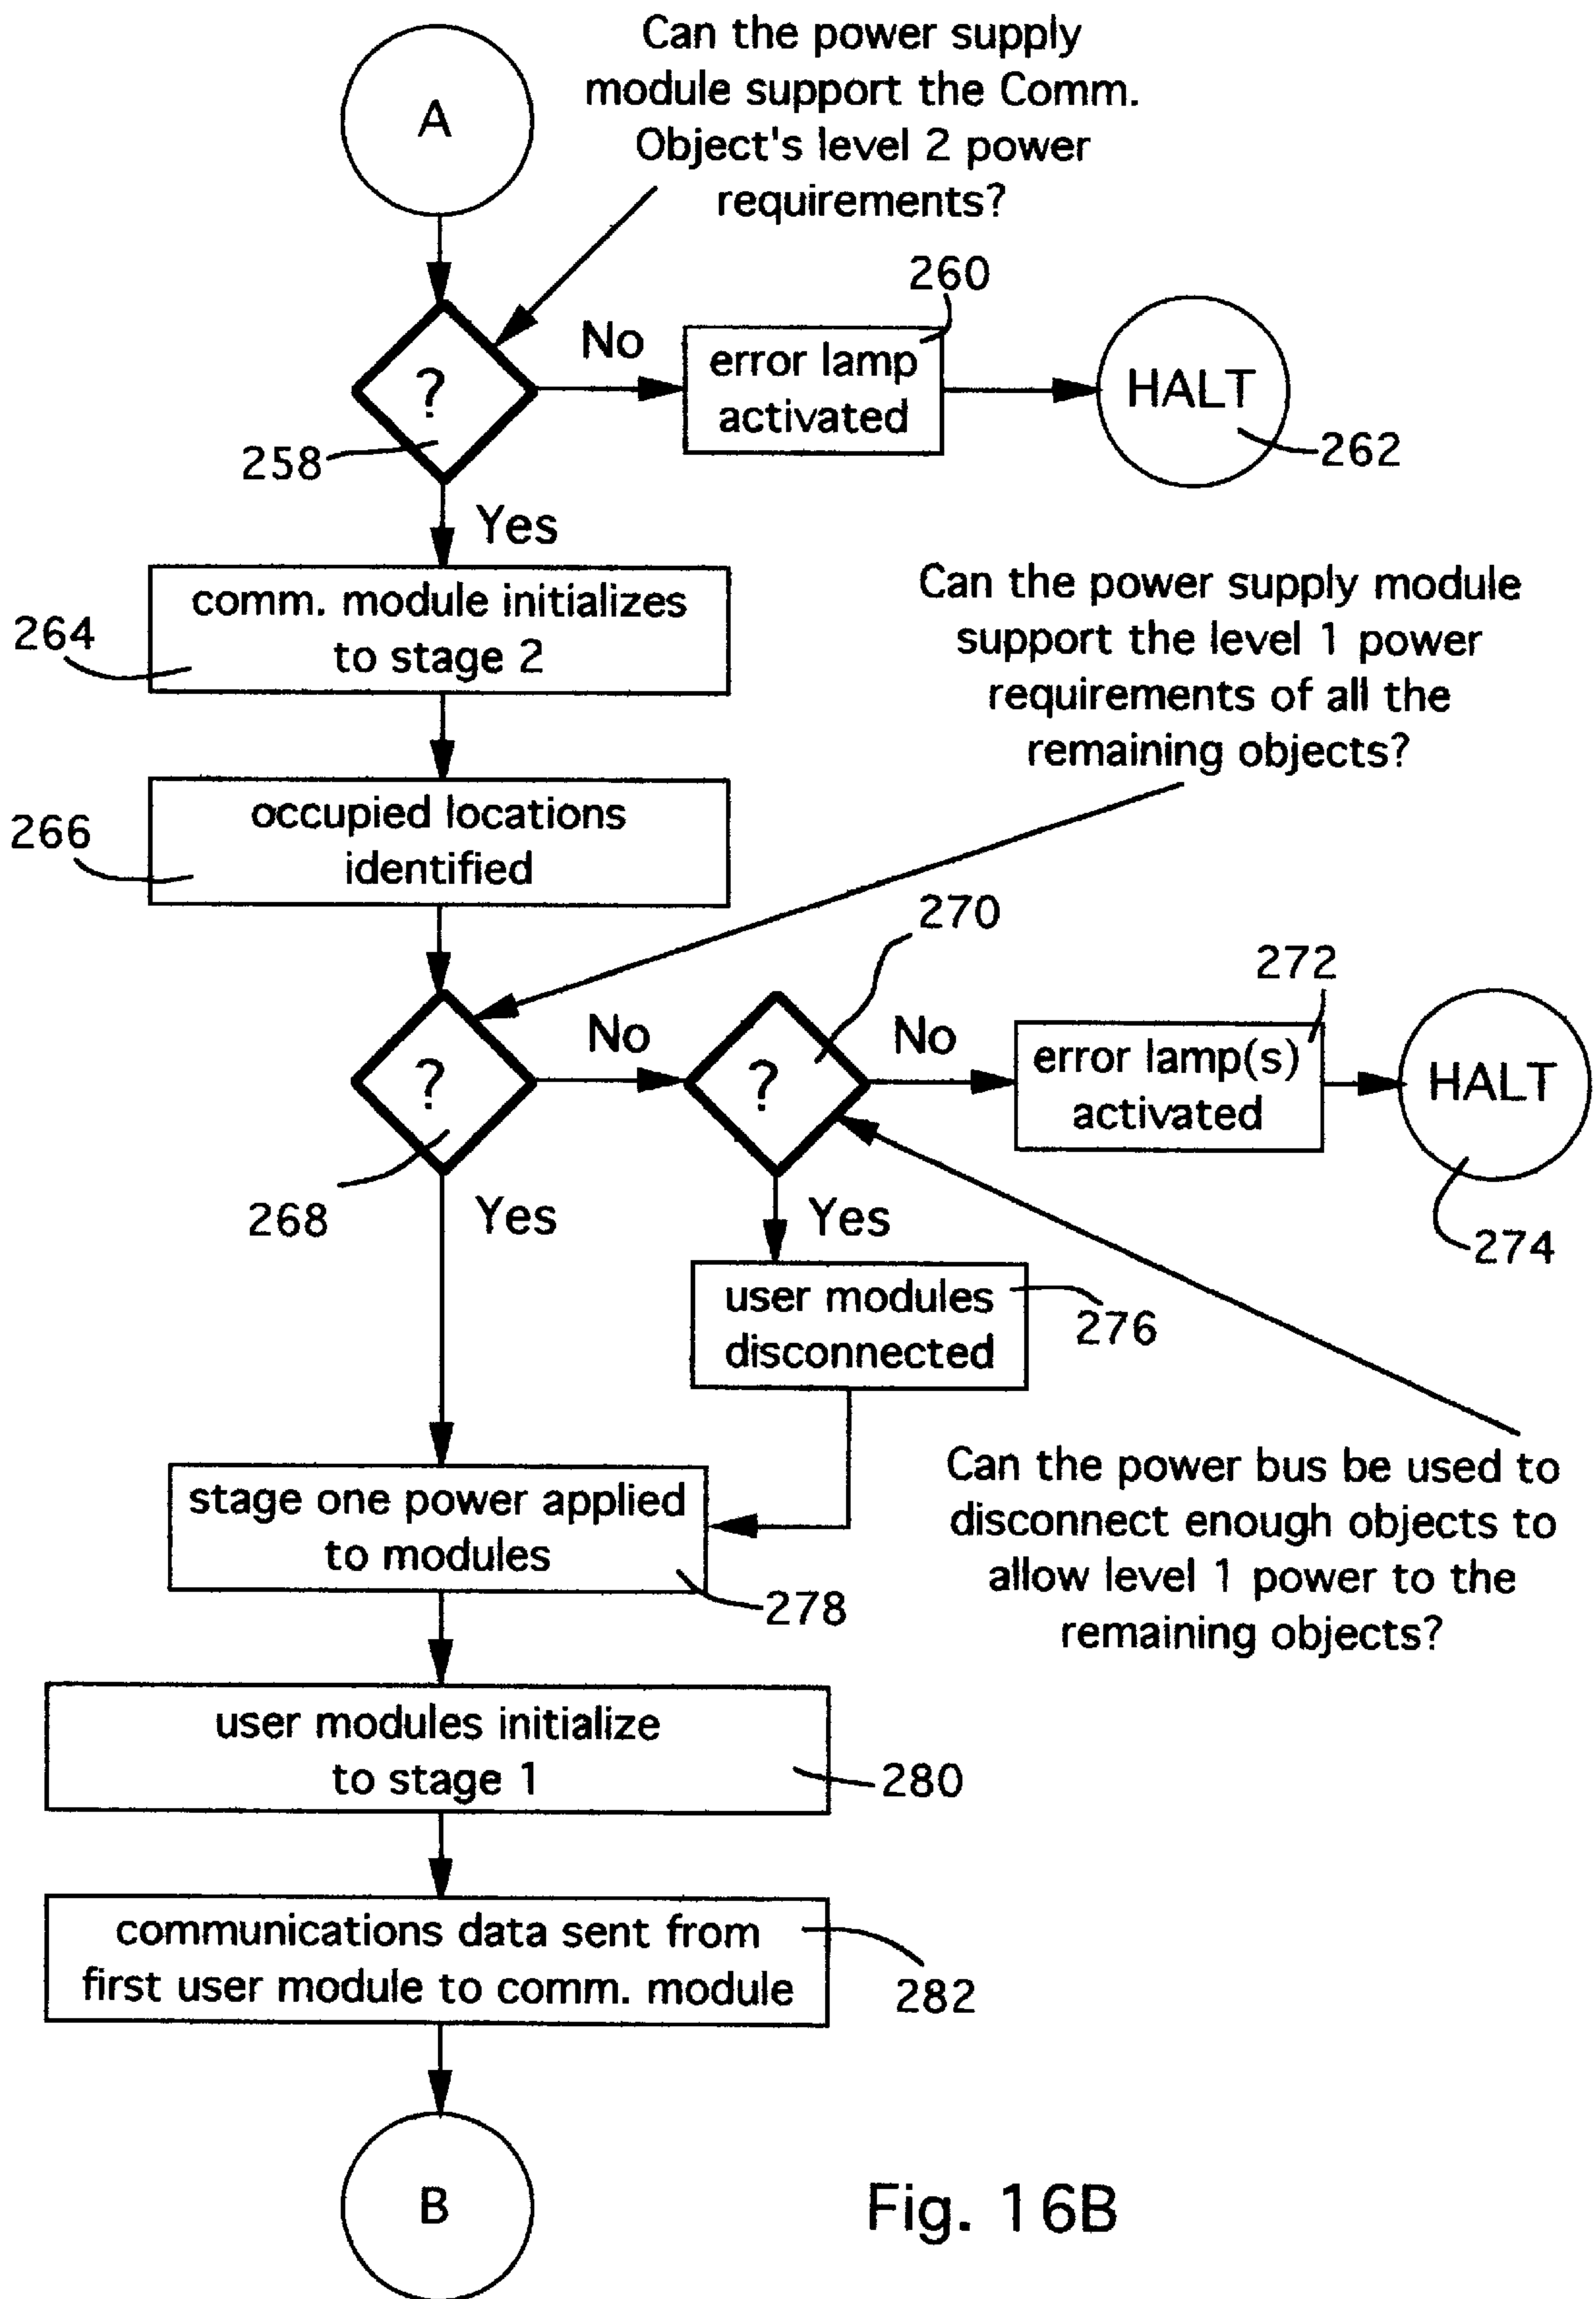 A
Can the power supply
module support the Comm.
Object's level 2 power
requirements?
?
258
No
260
error lamp
activated
HALT
262
Yes
comm. module initializes
to stage 2
264
occupied locations
identified
266
Can the power supply module
support the level 1 power
requirements of all the
remaining objects?
?
268
No
270
?
No
272
error lamp(s)
activated
HALT
274
Yes
Yes
user modules
disconnected
276
Can the power bus be used to
disconnect enough objects to
allow level 1 power to the
remaining objects?
stage one power applied
to modules
278
user modules initialize
to stage 1
280
communications data sent from
first user module to comm. module
282
B
Fig. 16B